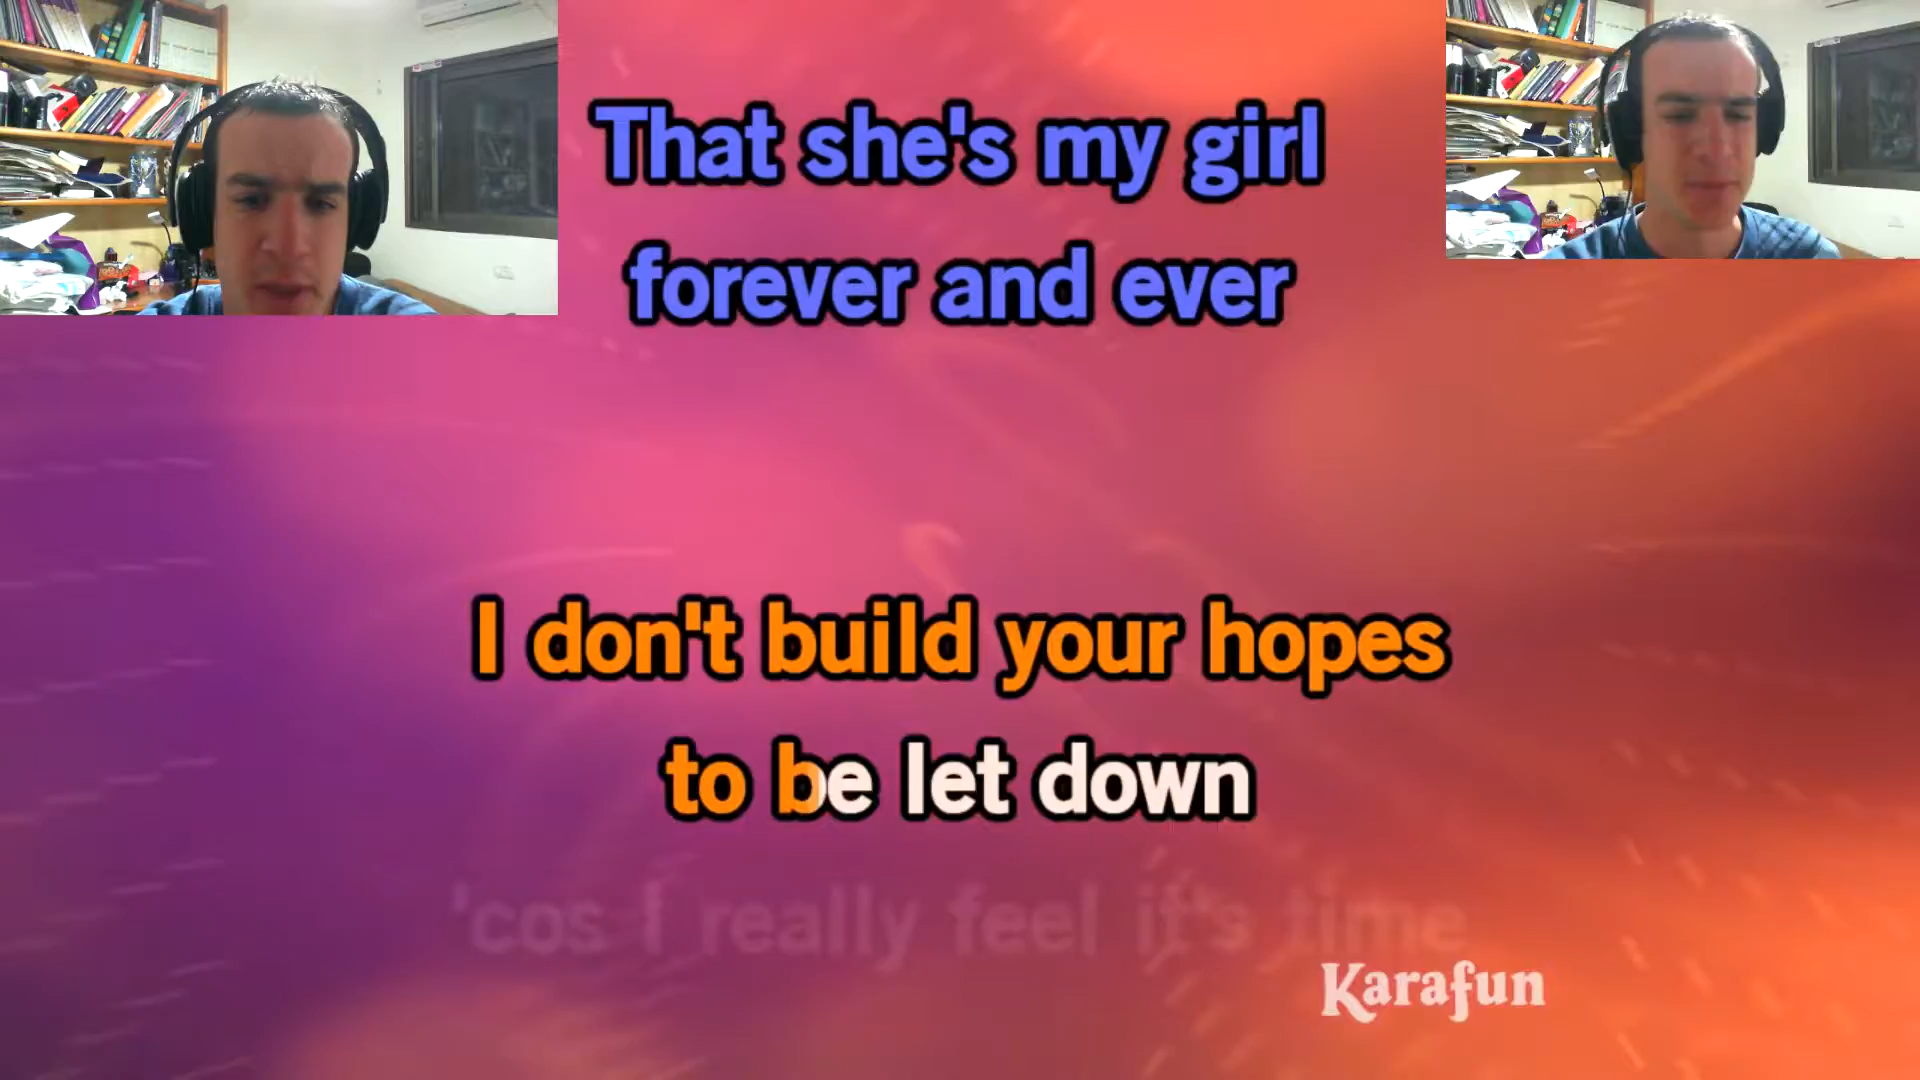 That she's my girl
forever and ever
I don't build your hopes
to be let down
'cos I really feel it's time
Karafun